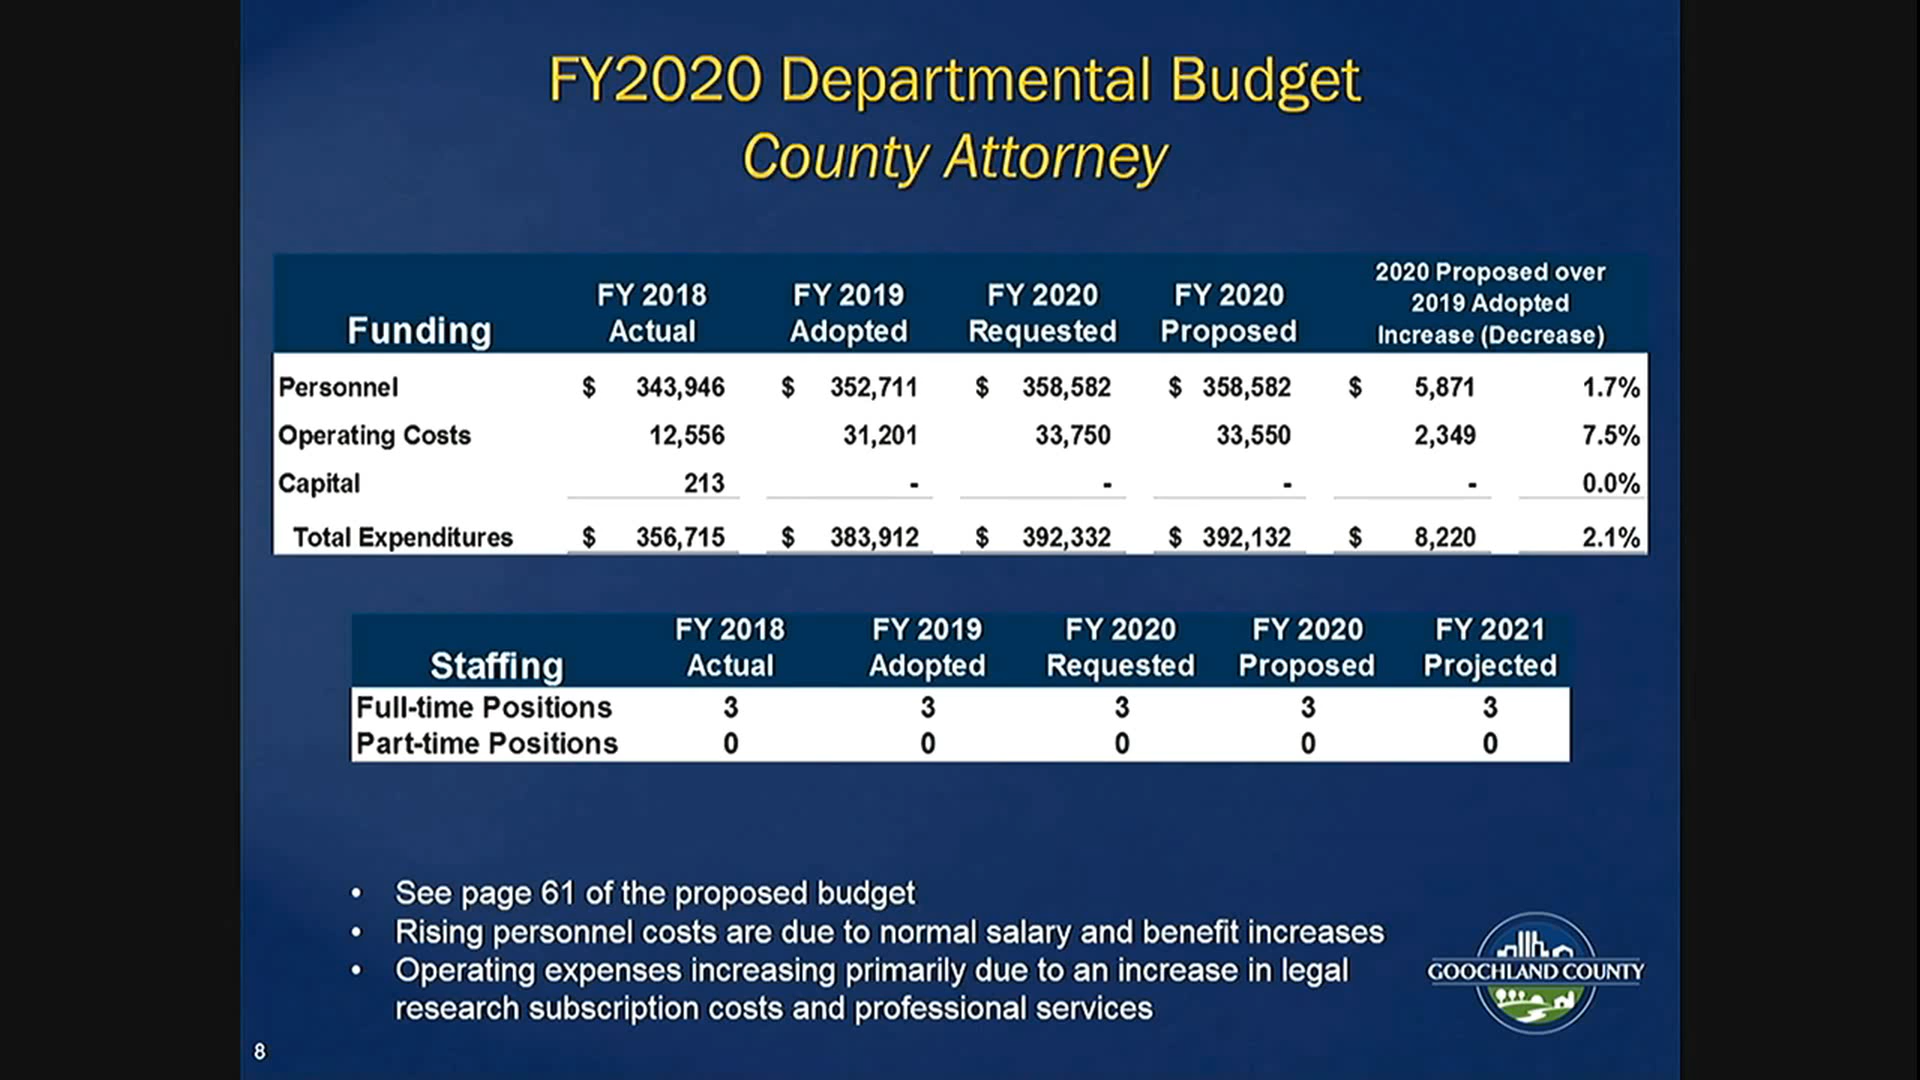 FY2020 Departmental Budget
County Attorney
Funding FY 2018 Actual FY 2019 Adopted FY 2020 Requested FY 2020 Proposed 2020 Proposed over 2019 Adopted Increase (Decrease)
Personnel $ 343,946 $ 352,711 $ 358,582 $ 358,582 $ 5,871 1.7%
Operating Costs 12,556 31,201 33,750 33,550 2,349 7.5%
Capital 213 - - - - 0.0%
Total Expenditures $ 356,715 $ 383,912 $ 392,332 $ 392,132 $ 8,220 2.1%
Staffing FY 2018 Actual FY 2019 Adopted FY 2020 Requested FY 2020 Proposed FY 2021 Projected
Full-time Positions 3 3 3 3 3
Part-time Positions 0 0 0 0 0
• See page 61 of the proposed budget
• Rising personnel costs are due to normal salary and benefit increases
• Operating expenses increasing primarily due to an increase in legal
research subscription costs and professional services
GOOCHLAND COUNTY
8